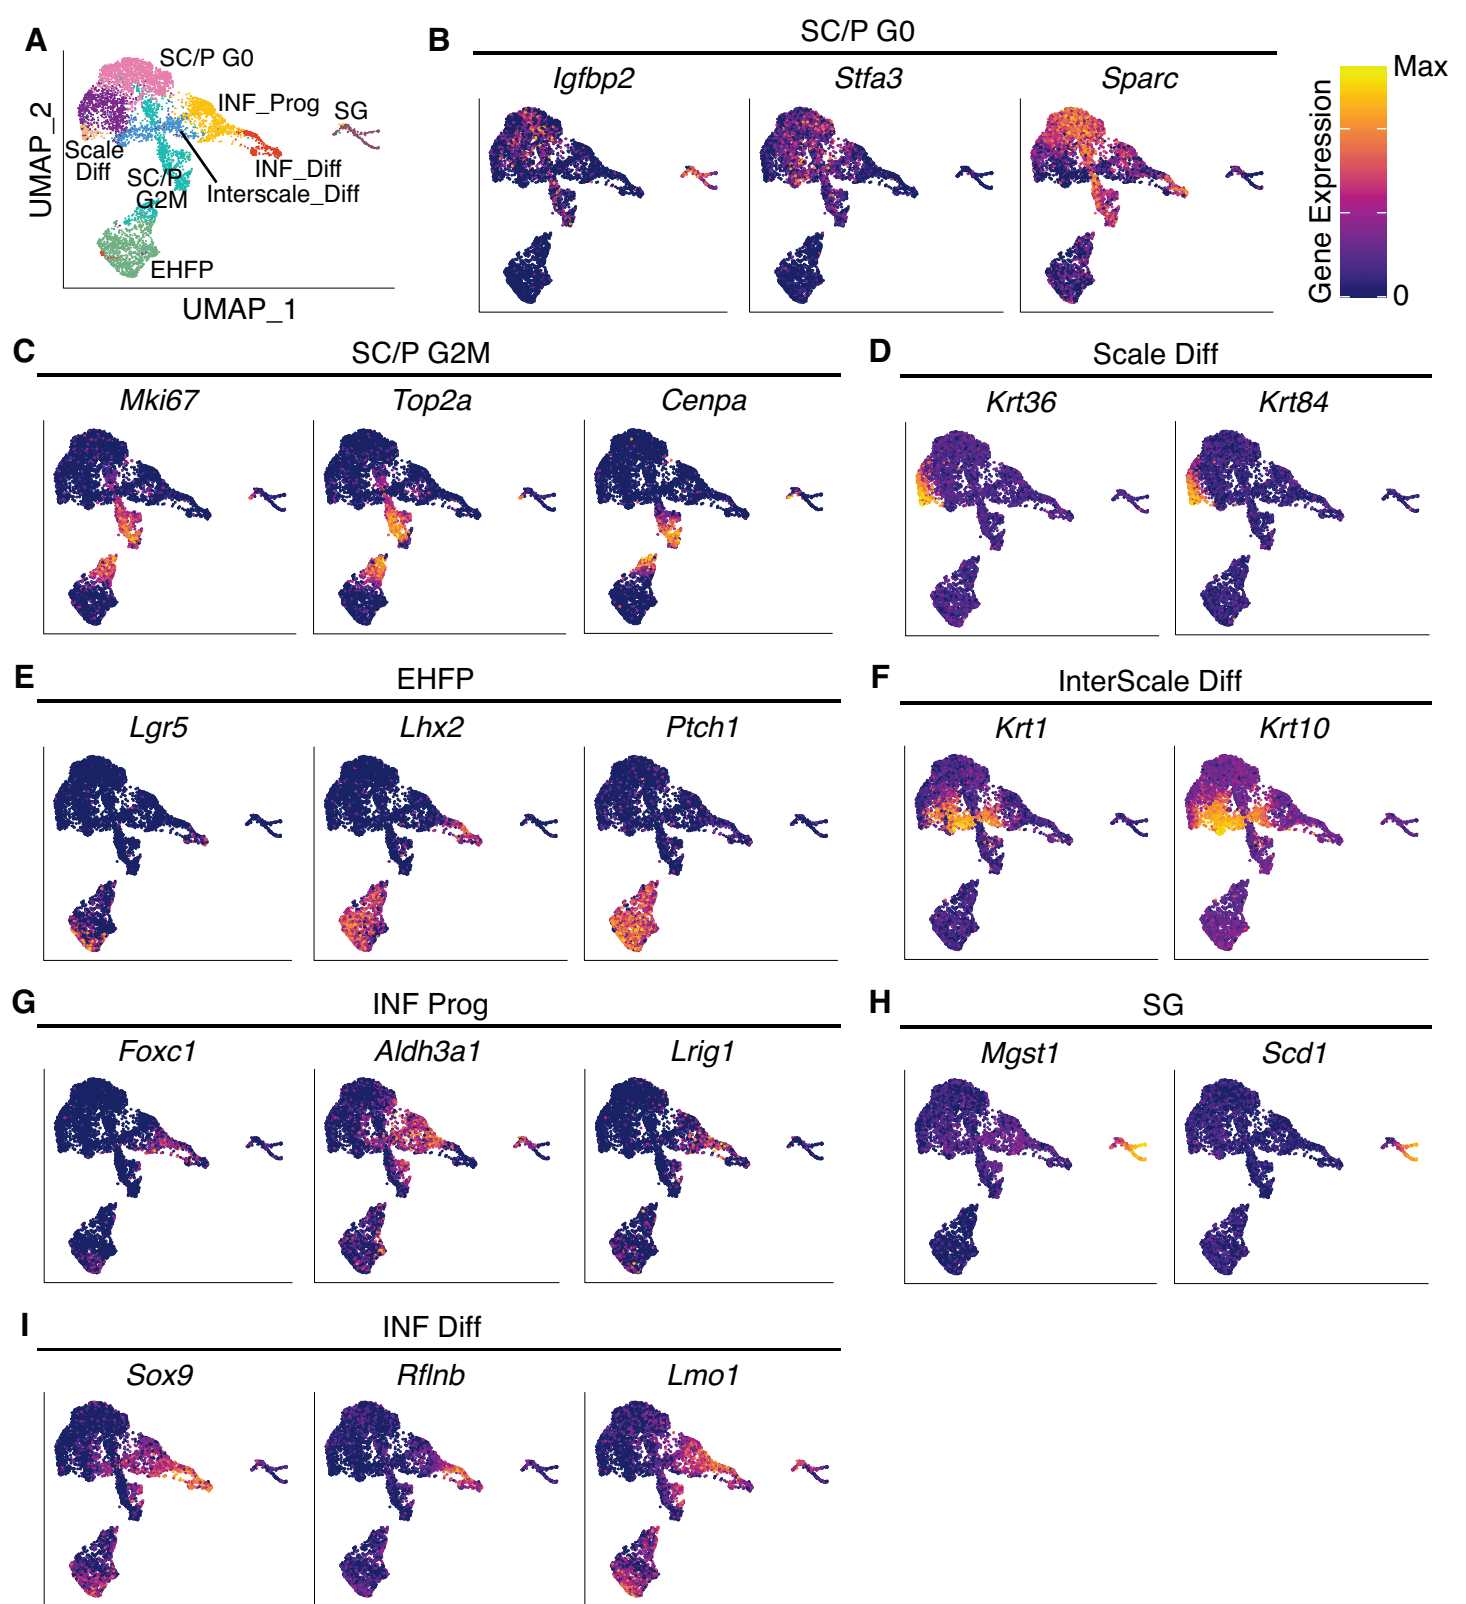 A
SC/P G0
INF_Prog
SG
Scale
Diff
INF_Diff
SC/P
G2M
Interscale_Diff
EHFP
UMAP_2
UMAP_1
B
SC/P G0
Igfbp2
Stfa3
Sparc
Gene Expression
Max
0
C
SC/P G2M
Mki67
Top2a
Cenpa
D
Scale Diff
Krt36
Krt84
E
EHFP
Lgr5
Lhx2
Ptch1
F
InterScale Diff
Krt1
Krt10
G
INF Prog
Foxc1
Aldh3a1
Lrig1
H
SG
Mgst1
Scd1
I
INF Diff
Sox9
Rflnb
Lmo1